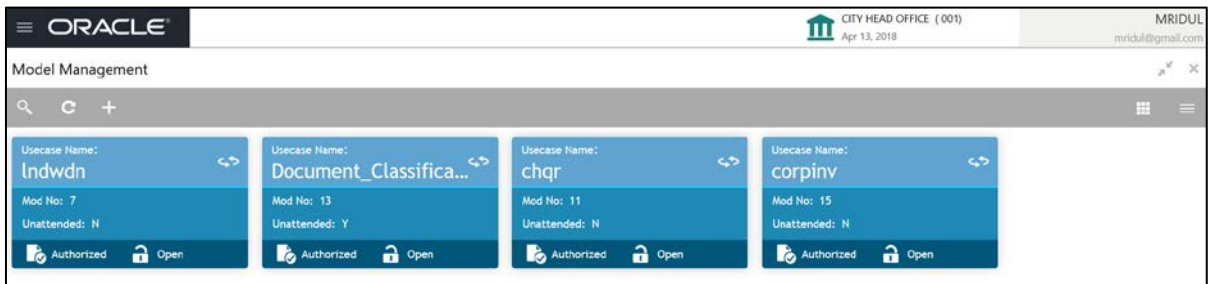 ORACLE
CITY HEAD OFFICE ( 001)
Apr 13, 2018
MRIDUL
mridul@gmail.com
Model Management
Usecase Name:
lndwdn
Mod No: 7
Unattended: N
Authorized Open
Usecase Name:
Document_Classifica...
Mod No: 13
Unattended: Y
Authorized Open
Usecase Name:
chqr
Mod No: 11
Unattended: N
Authorized Open
Usecase Name:
corpinv
Mod No: 15
Unattended: N
Authorized Open